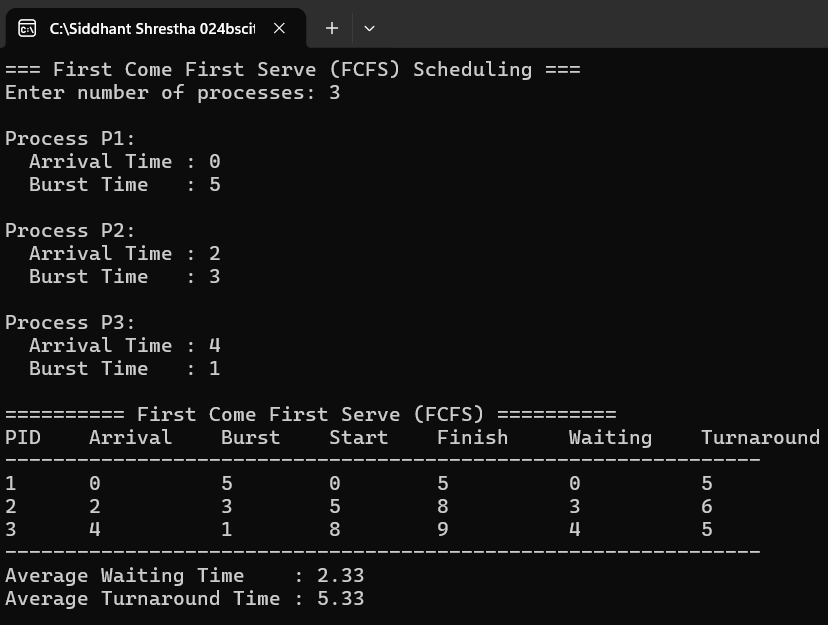 C:\Siddhant Shrestha 024bscit
=== First Come First Serve (FCFS) Scheduling ===
Enter number of processes: 3
Process P1:
  Arrival Time : 0
  Burst Time   : 5
Process P2:
  Arrival Time : 2
  Burst Time   : 3
Process P3:
  Arrival Time : 4
  Burst Time   : 1
========== First Come First Serve (FCFS) ==========
PID    Arrival    Burst    Start    Finish     Waiting    Turnaround
---------------------------------------------------------------
1      0          5        0        5          0          5
2      2          3        5        8          3          6
3      4          1        8        9          4          5
---------------------------------------------------------------
Average Waiting Time    : 2.33
Average Turnaround Time : 5.33